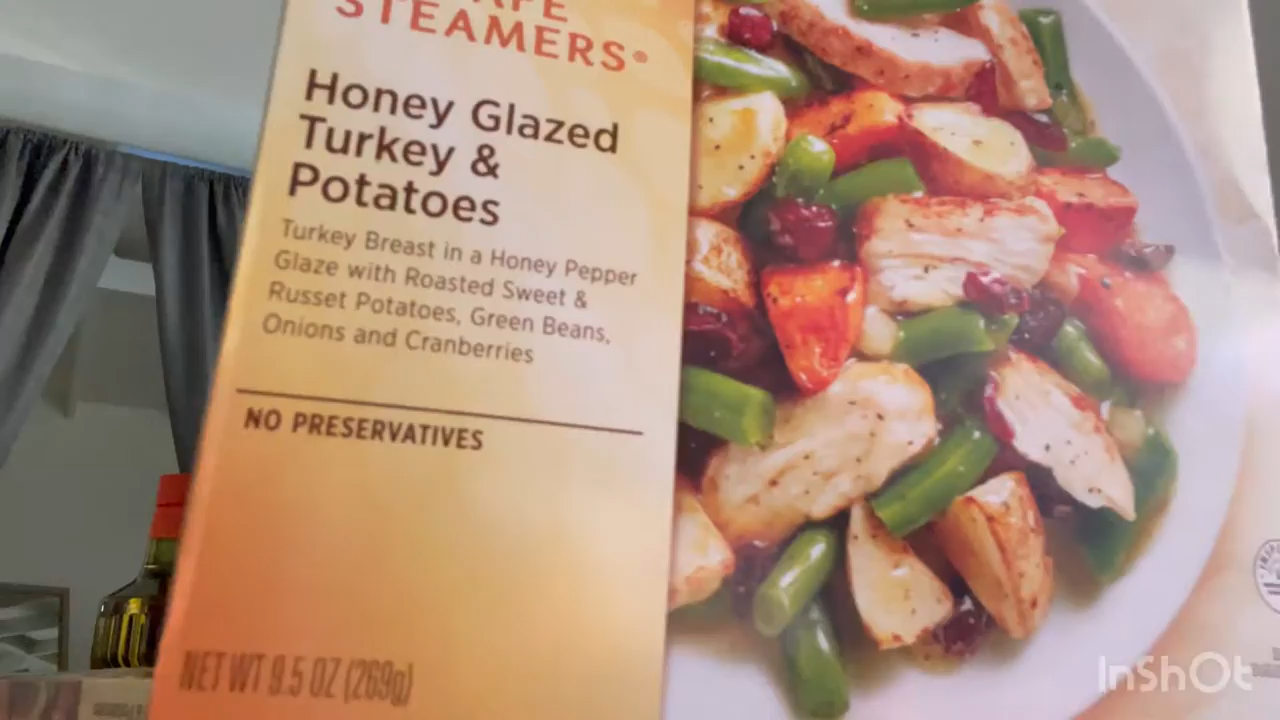 STEAMERS®
Honey Glazed
Turkey &
Potatoes
Turkey Breast in a Honey Pepper
Glaze with Roasted Sweet &
Russet Potatoes, Green Beans,
Onions and Cranberries
NO PRESERVATIVES
NET WT 9.5 OZ (269g)
InShOt